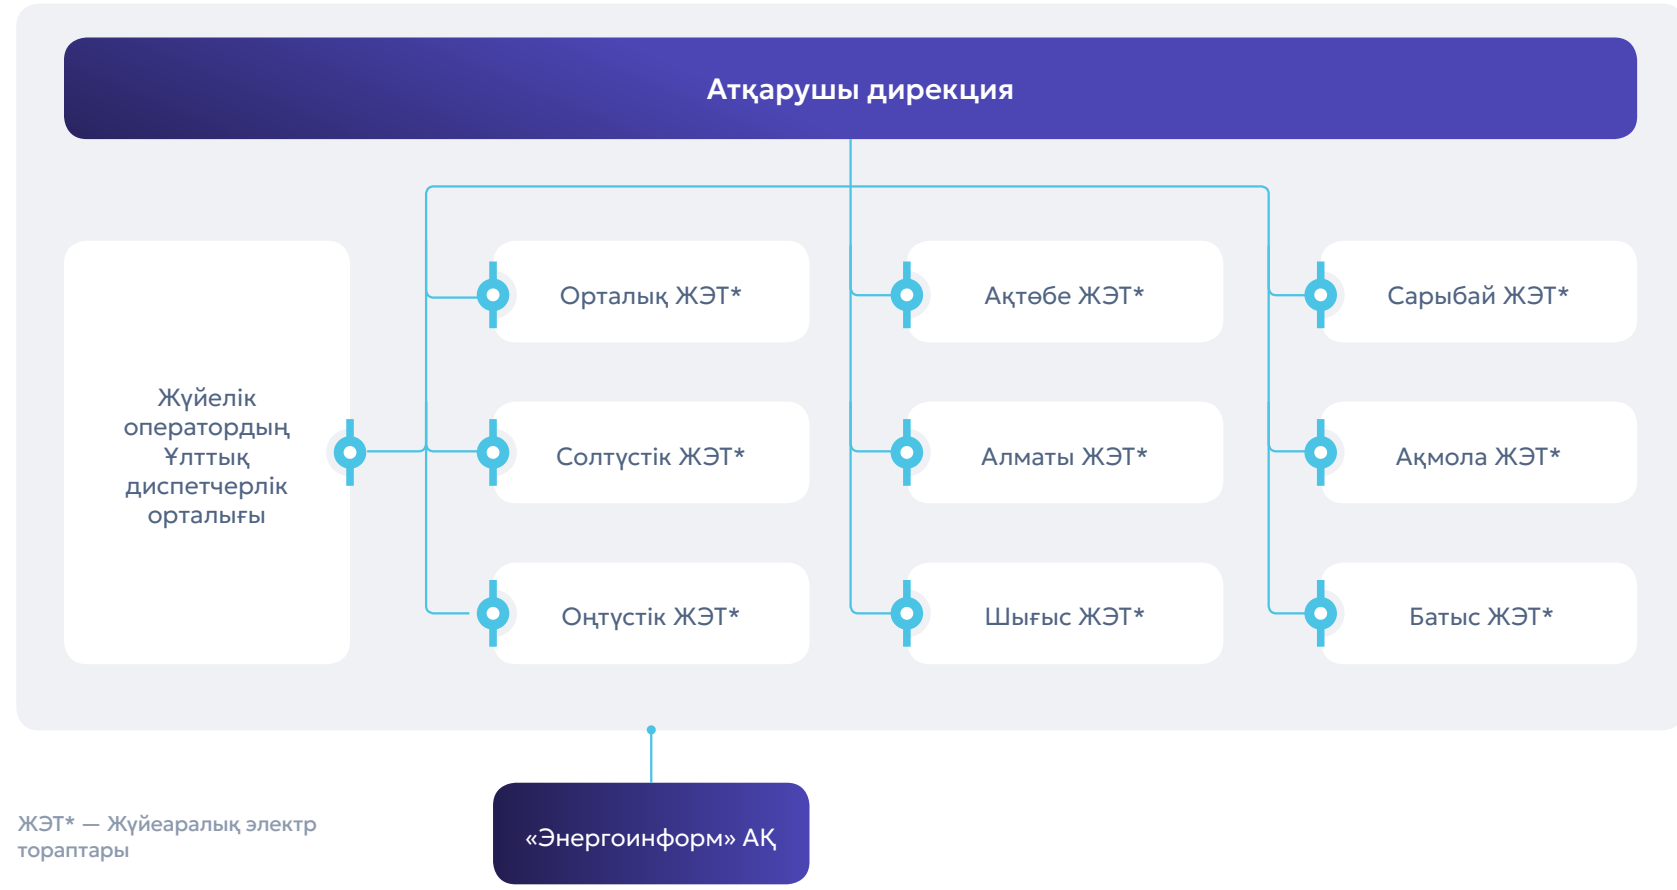 Атқарушы дирекция
Жүйелік
оператордың
Ұлттық
диспетчерлік
орталығы
Орталық ЖЭТ*
Ақтөбе ЖЭТ*
Сарыбай ЖЭТ*
Солтүстік ЖЭТ*
Алматы ЖЭТ*
Ақмола ЖЭТ*
Оңтүстік ЖЭТ*
Шығыс ЖЭТ*
Батыс ЖЭТ*
«Энергоинформ» АҚ
ЖЭТ* — Жүйеаралық электр
тораптары